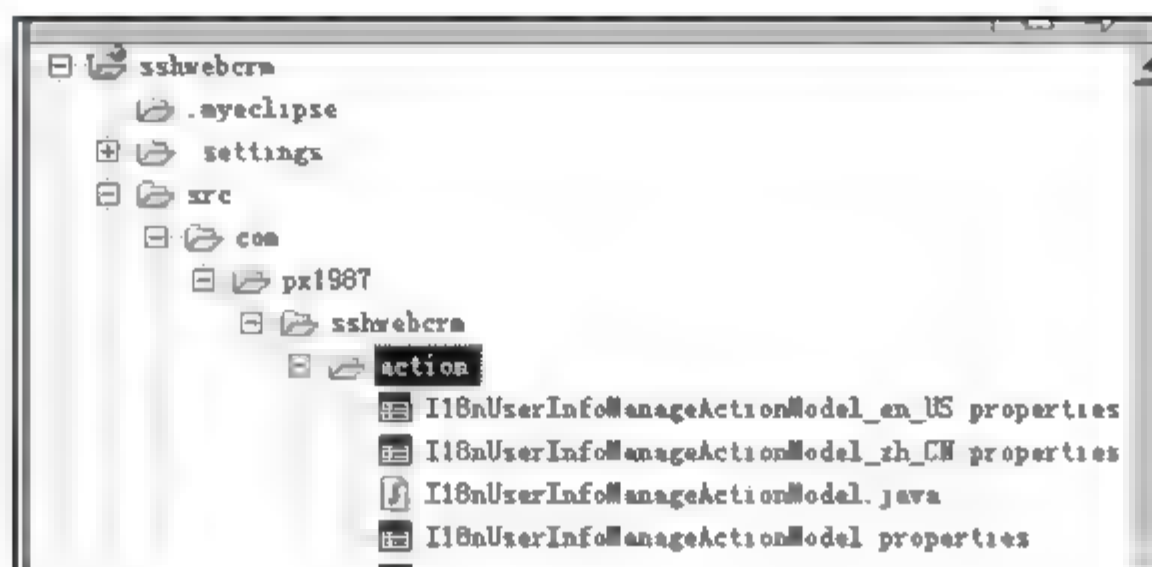 sshwebcrm
.myeclipse
settings
src
com
px1987
sshwebcrm
action
I18nUserInfoManageActionModel_en_US properties
I18nUserInfoManageActionModel_zh_CN properties
I18nUserInfoManageActionModel.java
I18nUserInfoManageActionModel properties